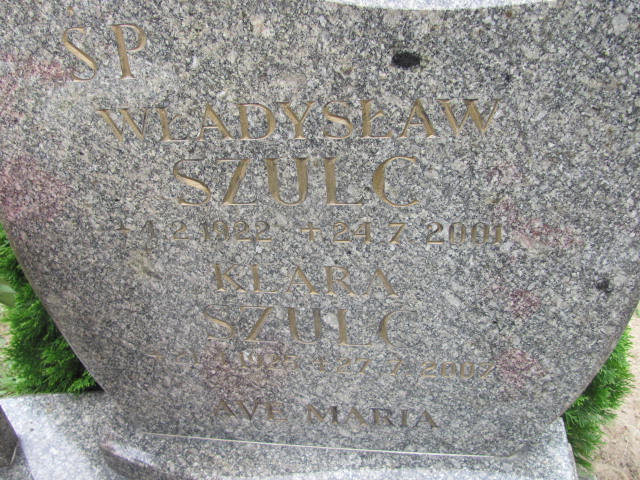 SP
WŁADYSŁAW
SZULC
* 4.2.1922 + 24.7.2001
KLARA
SZULC
+ 27.7.2007
AVE MARIA